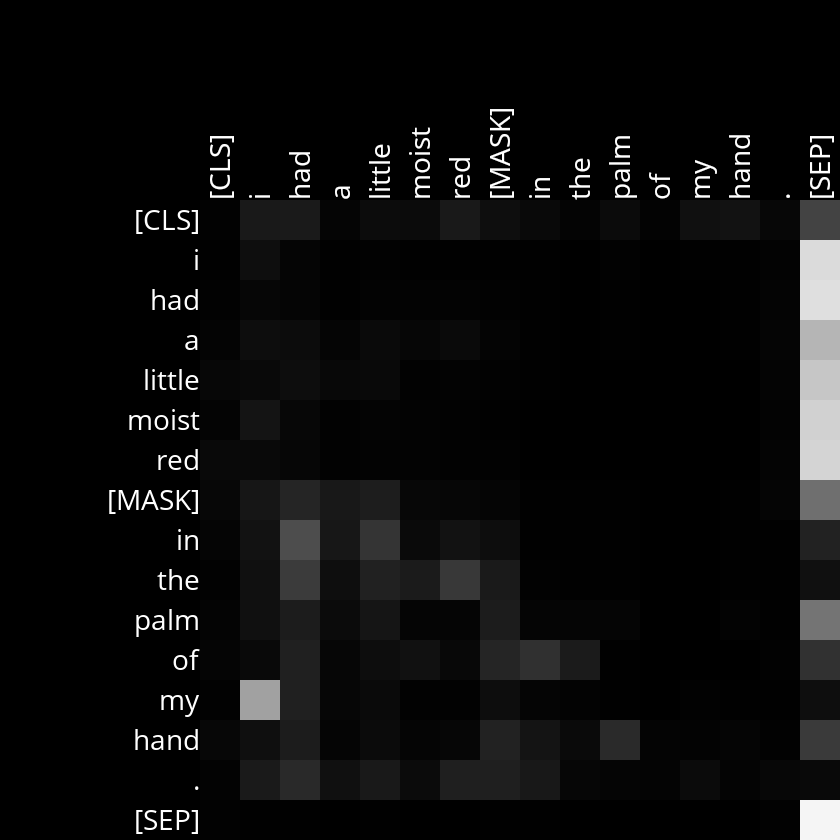 [CLS] i had a little moist red [MASK] in the palm of my hand . [SEP]
[CLS]
i
had
a
little
moist
red
[MASK]
in
the
palm
of
my
hand
.
[SEP]